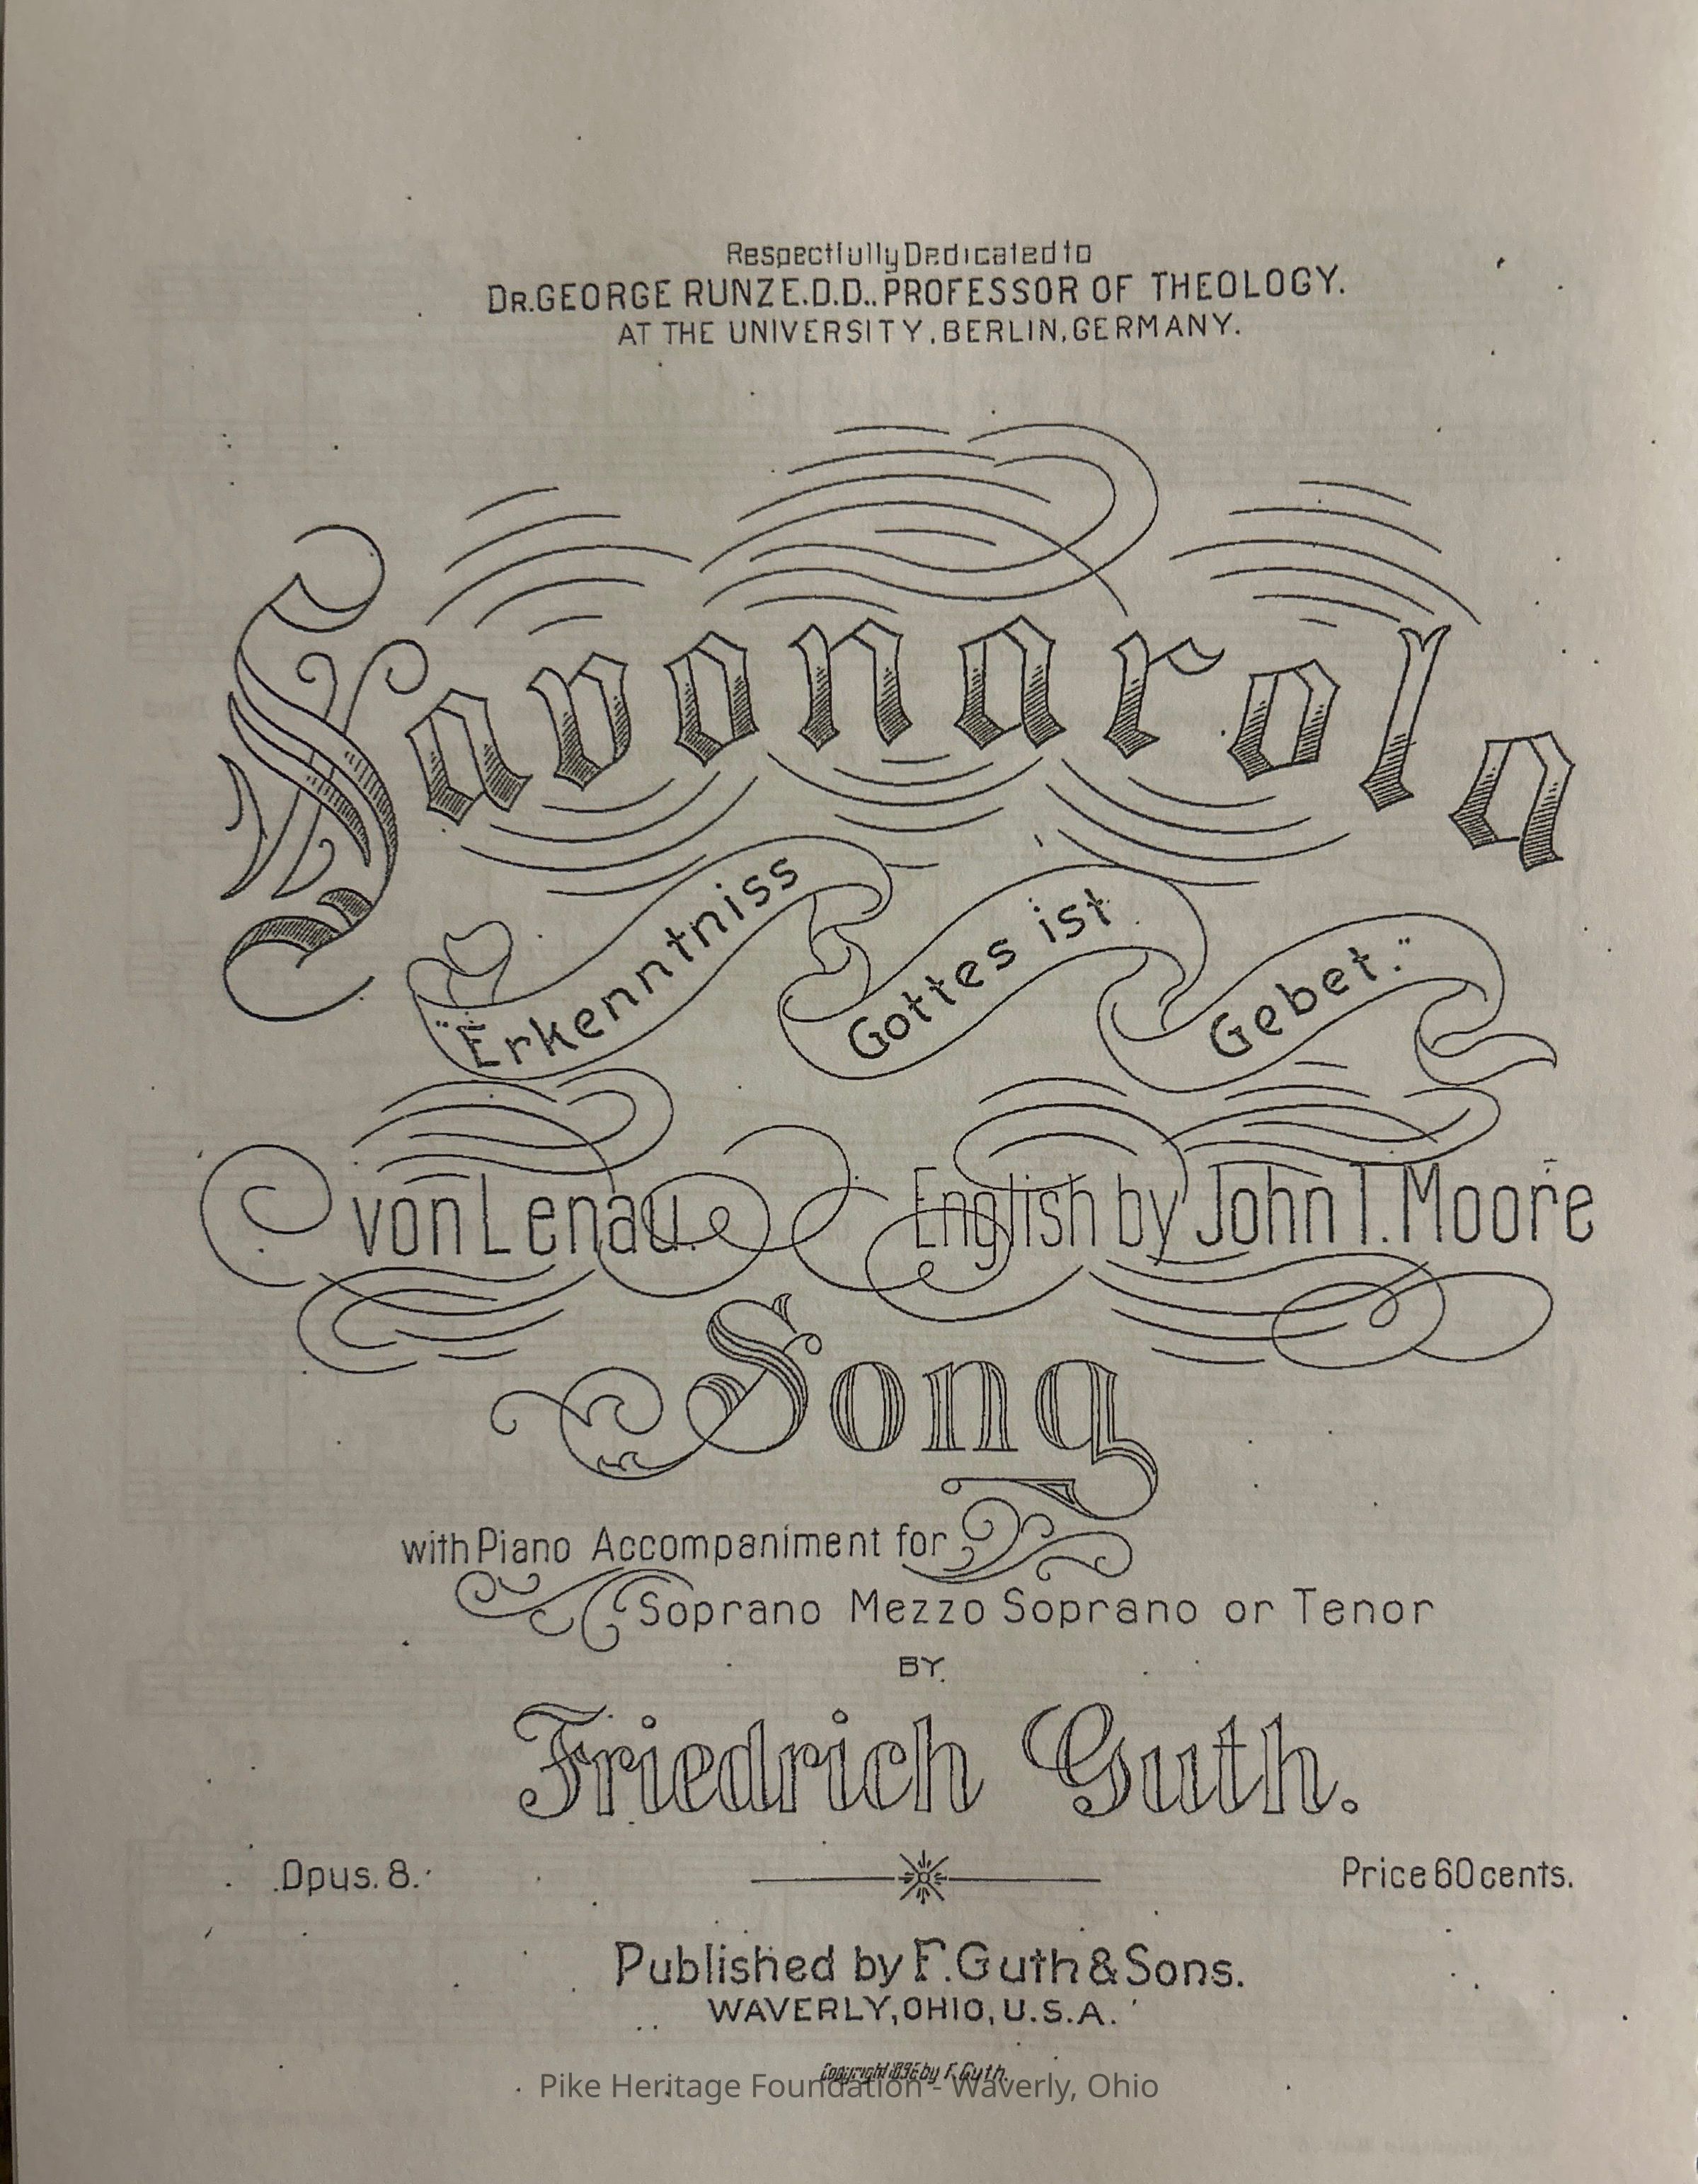 Respectfully Dedicated to
DR. GEORGE RUNZE. D.D.. PROFESSOR OF THEOLOGY.
AT THE UNIVERSITY, BERLIN, GERMANY.
Savonarola
"Erkenntniss Gottes ist Gebet."
von Lenau. English by John T. Moore
Song
with Piano Accompaniment for
Soprano Mezzo Soprano or Tenor
BY.
Friedrich Guth.
Opus. 8. Price 60 cents.
Published by F. Guth & Sons.
WAVERLY, OHIO, U.S.A.
Copyright by F. Guth.
Pike Heritage Foundation - Waverly, Ohio